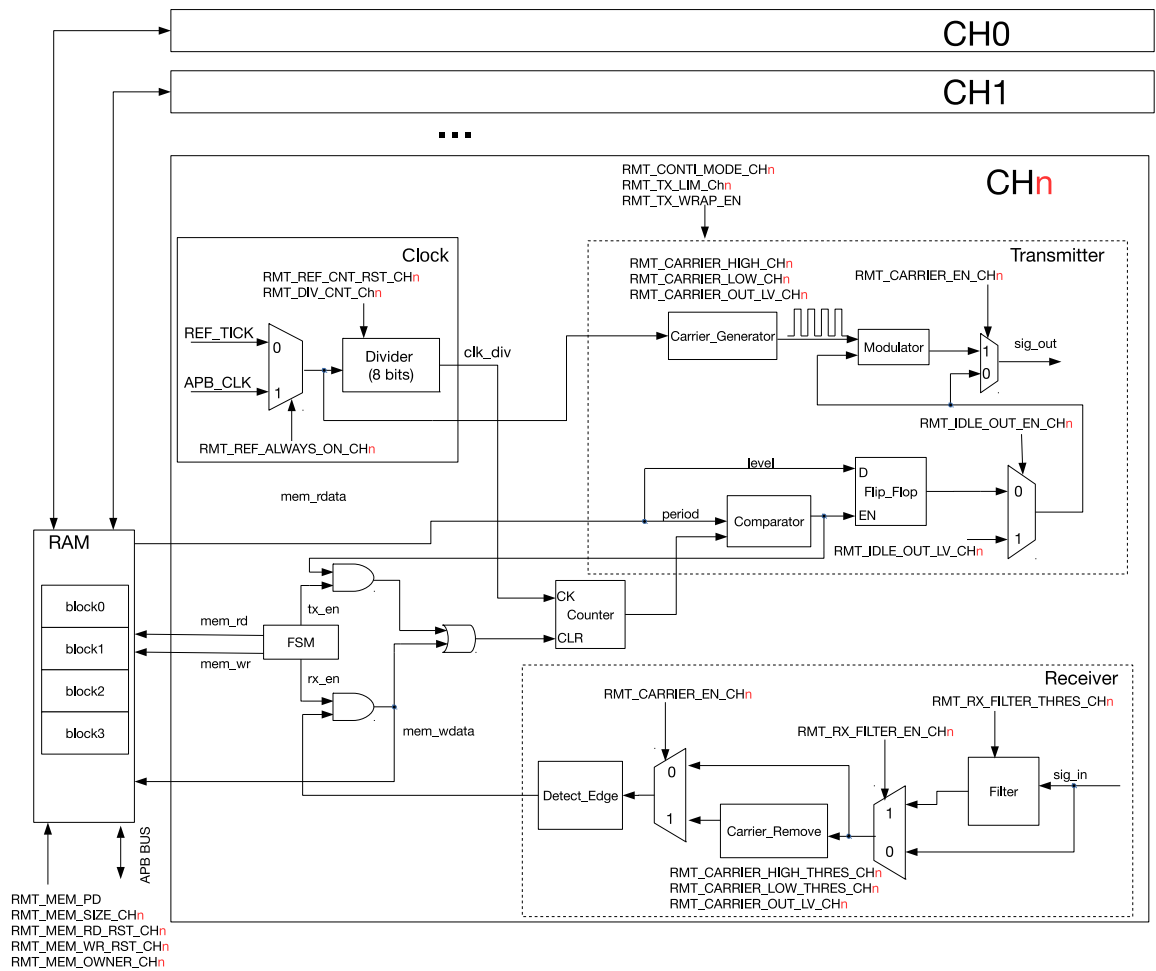 CH0
CH1
...
CHn
RMT_CONTI_MODE_CHn
RMT_TX_LIM_Chn
RMT_TX_WRAP_EN
Clock
RMT_REF_CNT_RST_CHn
RMT_DIV_CNT_Chn
REF_TICK
0
APB_CLK
1
Divider
(8 bits)
clk_div
RMT_REF_ALWAYS_ON_CHn
Transmitter
RMT_CARRIER_HIGH_CHn
RMT_CARRIER_LOW_CHn
RMT_CARRIER_OUT_LV_CHn
RMT_CARRIER_EN_CHn
Carrier_Generator
Modulator
1
0
sig_out
RMT_IDLE_OUT_EN_CHn
level
D
Flip_Flop
EN
period
Comparator
0
1
RMT_IDLE_OUT_LV_CHn
mem_rdata
RAM
block0
block1
block2
block3
mem_rd
mem_wr
tx_en
FSM
rx_en
CK
Counter
CLR
mem_wdata
Receiver
RMT_CARRIER_EN_CHn
RMT_RX_FILTER_THRES_CHn
RMT_RX_FILTER_EN_CHn
sig_in
Filter
Detect_Edge
0
1
Carrier_Remove
1
0
RMT_CARRIER_HIGH_THRES_CHn
RMT_CARRIER_LOW_THRES_CHn
RMT_CARRIER_OUT_LV_CHn
APB BUS
RMT_MEM_PD
RMT_MEM_SIZE_CHn
RMT_MEM_RD_RST_CHn
RMT_MEM_WR_RST_CHn
RMT_MEM_OWNER_CHn